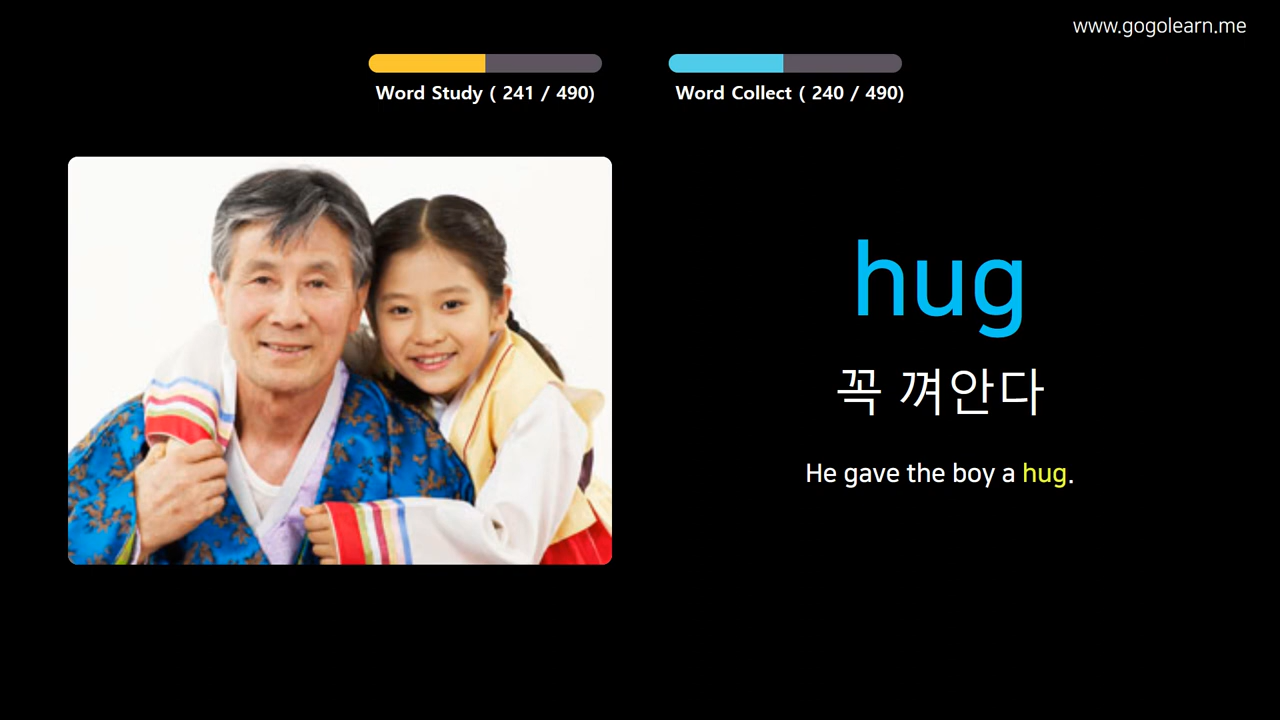 www.gogolearn.me
Word Study ( 241 / 490)
Word Collect ( 240 / 490)
hug
꼭 껴안다
He gave the boy a hug.